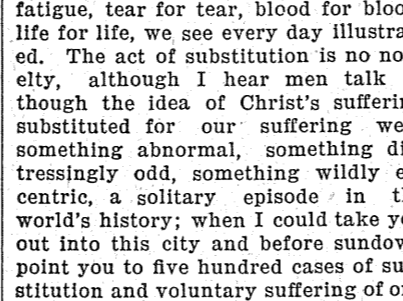 fatigue, tear for tear, blood for bloo
life for life, we see every day illustra
ed. The act of substitution is no no
elty, although I hear men talk
though the idea of Christ's sufferin
substituted for our suffering we
something abnormal, something di
tressingly odd, something wildly e
centric, a solitary episode in t
world's history; when I could take yo
out into this city and before sundow
point you to five hundred cases of su
stitution and voluntary suffering of o